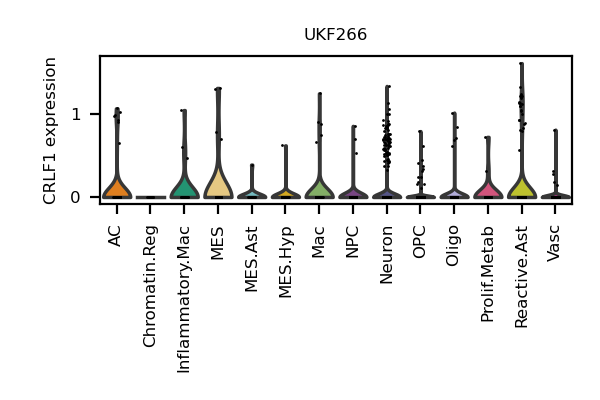 UKF266
CRLF1 expression
1
0
AC
Chromatin.Reg
Inflammatory.Mac
MES
MES.Ast
MES.Hyp
Mac
NPC
Neuron
OPC
Oligo
Prolif.Metab
Reactive.Ast
Vasc